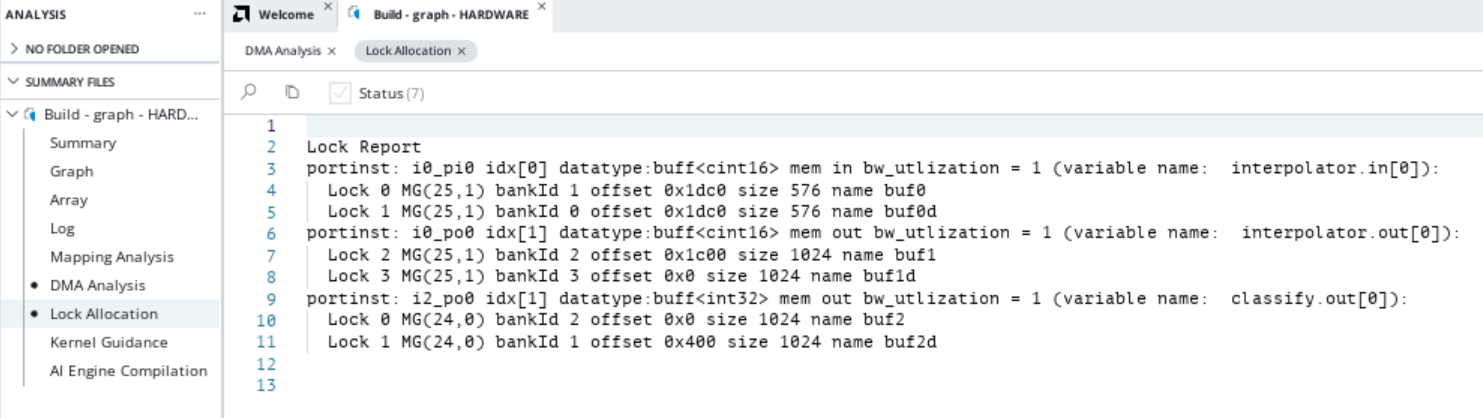 ANALYSIS ...
NO FOLDER OPENED
SUMMARY FILES
Build - graph - HARD...
Summary
Graph
Array
Log
Mapping Analysis
DMA Analysis
Lock Allocation
Kernel Guidance
AI Engine Compilation
Welcome × Build - graph - HARDWARE ×
DMA Analysis × Lock Allocation ×
Status (7)
1
2 Lock Report
3 portinst: i0_pi0 idx[0] datatype:buff<cint16> mem in bw_utlization = 1 (variable name: interpolator.in[0]):
4 Lock 0 MG(25,1) bankId 1 offset 0x1dc0 size 576 name buf0
5 Lock 1 MG(25,1) bankId 0 offset 0x1dc0 size 576 name buf0d
6 portinst: i0_po0 idx[1] datatype:buff<cint16> mem out bw_utlization = 1 (variable name: interpolator.out[0]):
7 Lock 2 MG(25,1) bankId 2 offset 0x1c00 size 1024 name buf1
8 Lock 3 MG(25,1) bankId 3 offset 0x0 size 1024 name buf1d
9 portinst: i2_po0 idx[1] datatype:buff<int32> mem out bw_utlization = 1 (variable name: classify.out[0]):
10 Lock 0 MG(24,0) bankId 2 offset 0x0 size 1024 name buf2
11 Lock 1 MG(24,0) bankId 1 offset 0x400 size 1024 name buf2d
12
13